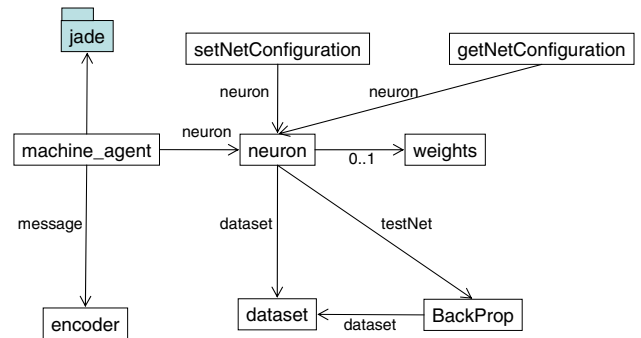 jade
setNetConfiguration
getNetConfiguration
neuron
neuron
neuron
machine_agent
neuron
weights
0..1
message
dataset
testNet
encoder
dataset
BackProp
dataset